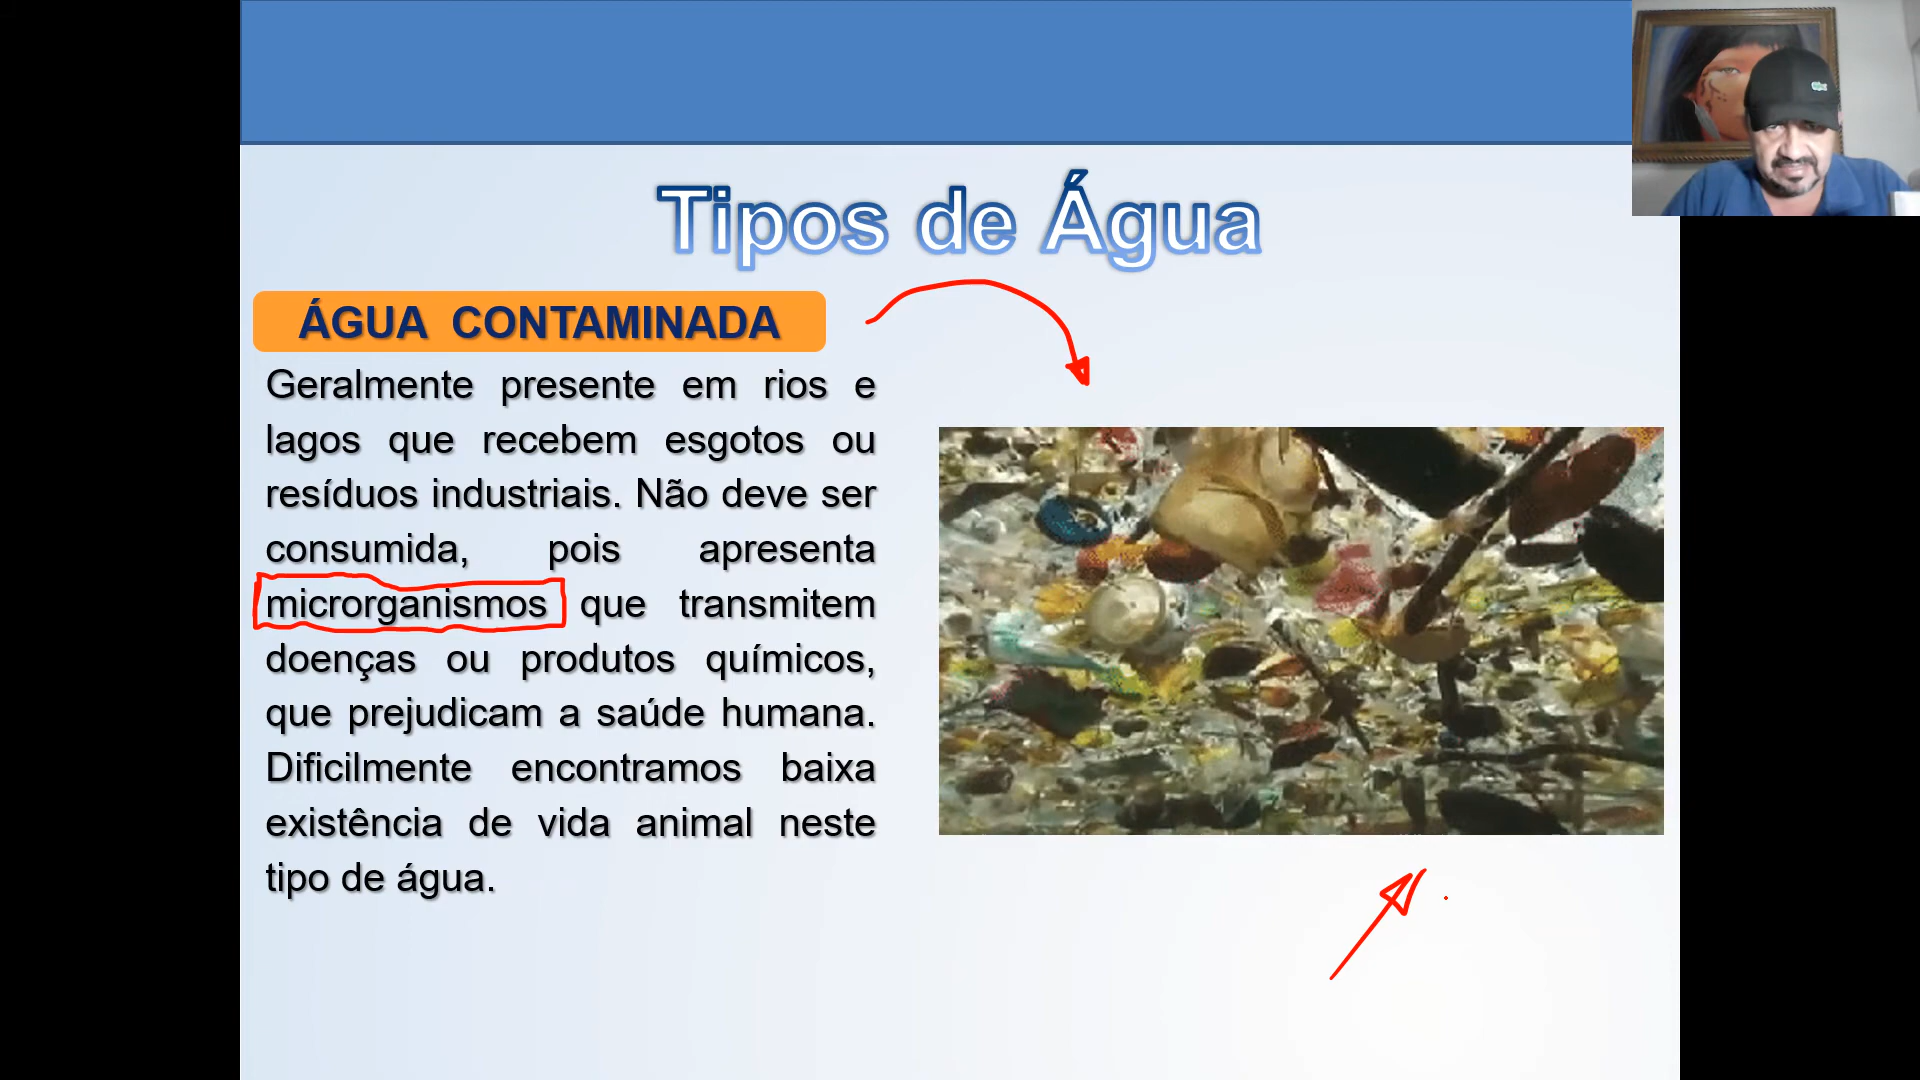 Tipos de Água
ÁGUA CONTAMINADA
Geralmente presente em rios e
lagos que recebem esgotos ou
resíduos industriais. Não deve ser
consumida, pois apresenta
microrganismos que transmitem
doenças ou produtos químicos,
que prejudicam a saúde humana.
Dificilmente encontramos baixa
existência de vida animal neste
tipo de água.